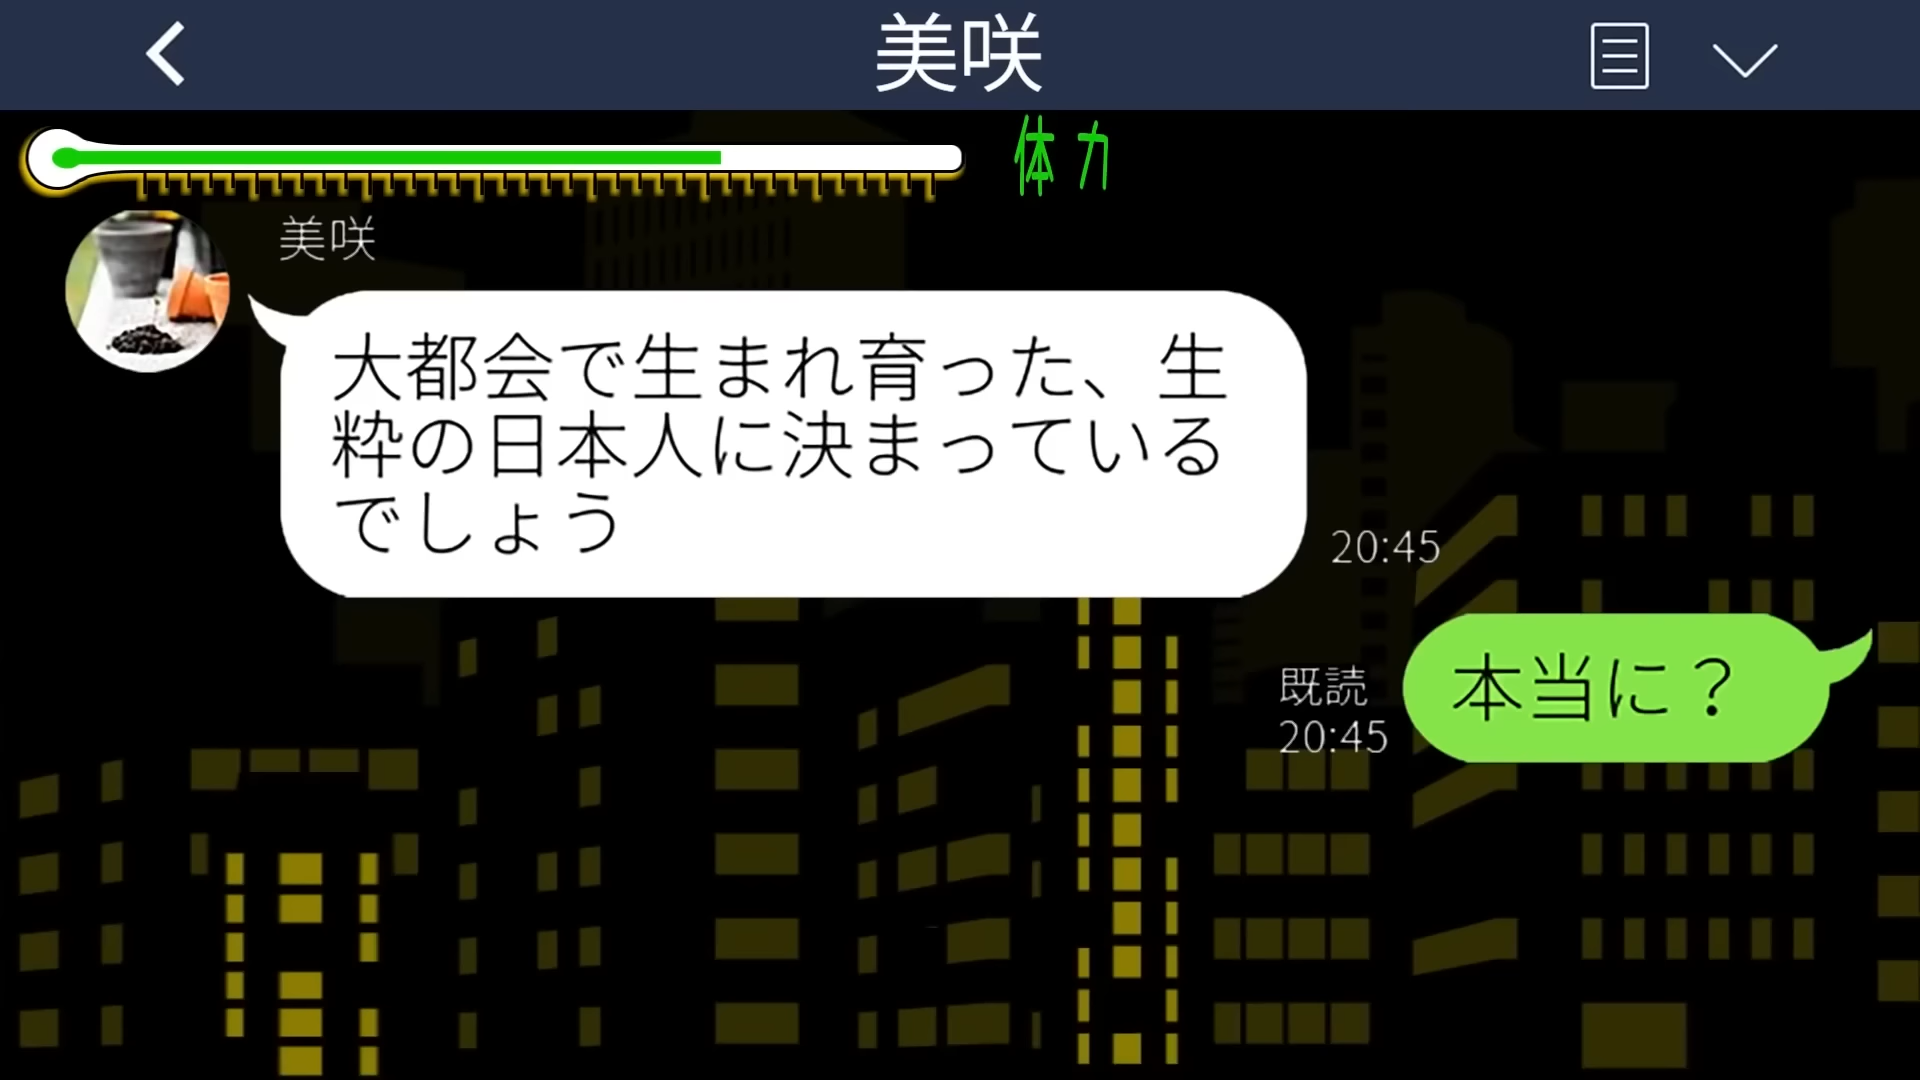 美咲
体力
美咲
大都会で生まれ育った、生
粋の日本人に決まっている
でしょう
20:45
本当に？
既読
20:45